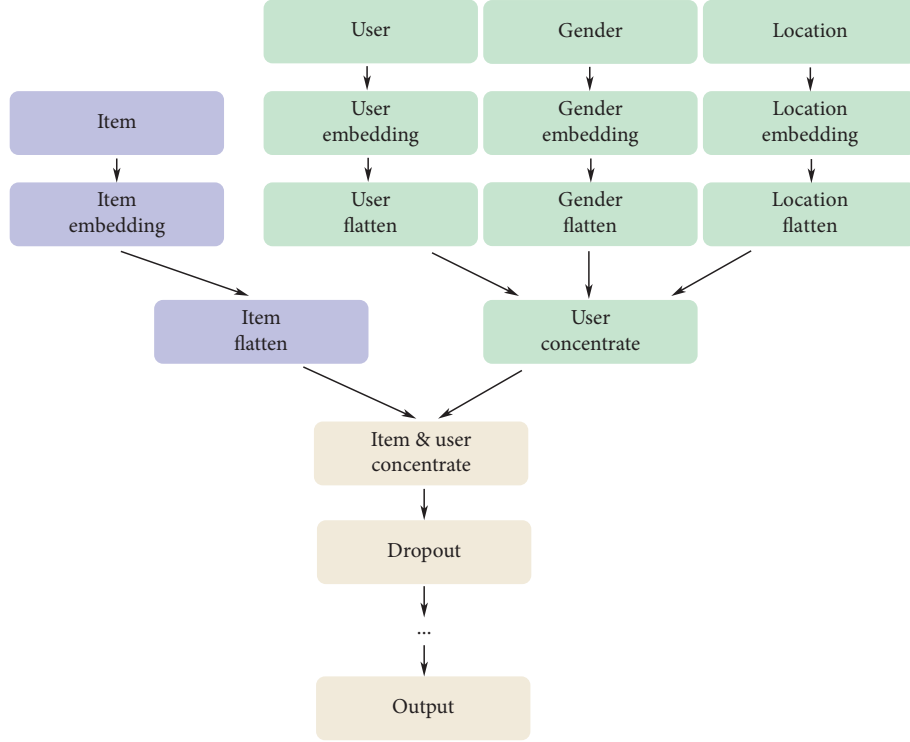 User
Gender
Location
Item
User
embedding
Gender
embedding
Location
embedding
Item
embedding
User
flatten
Gender
flatten
Location
flatten
Item
flatten
User
concentrate
Item & user
concentrate
Dropout
...
Output